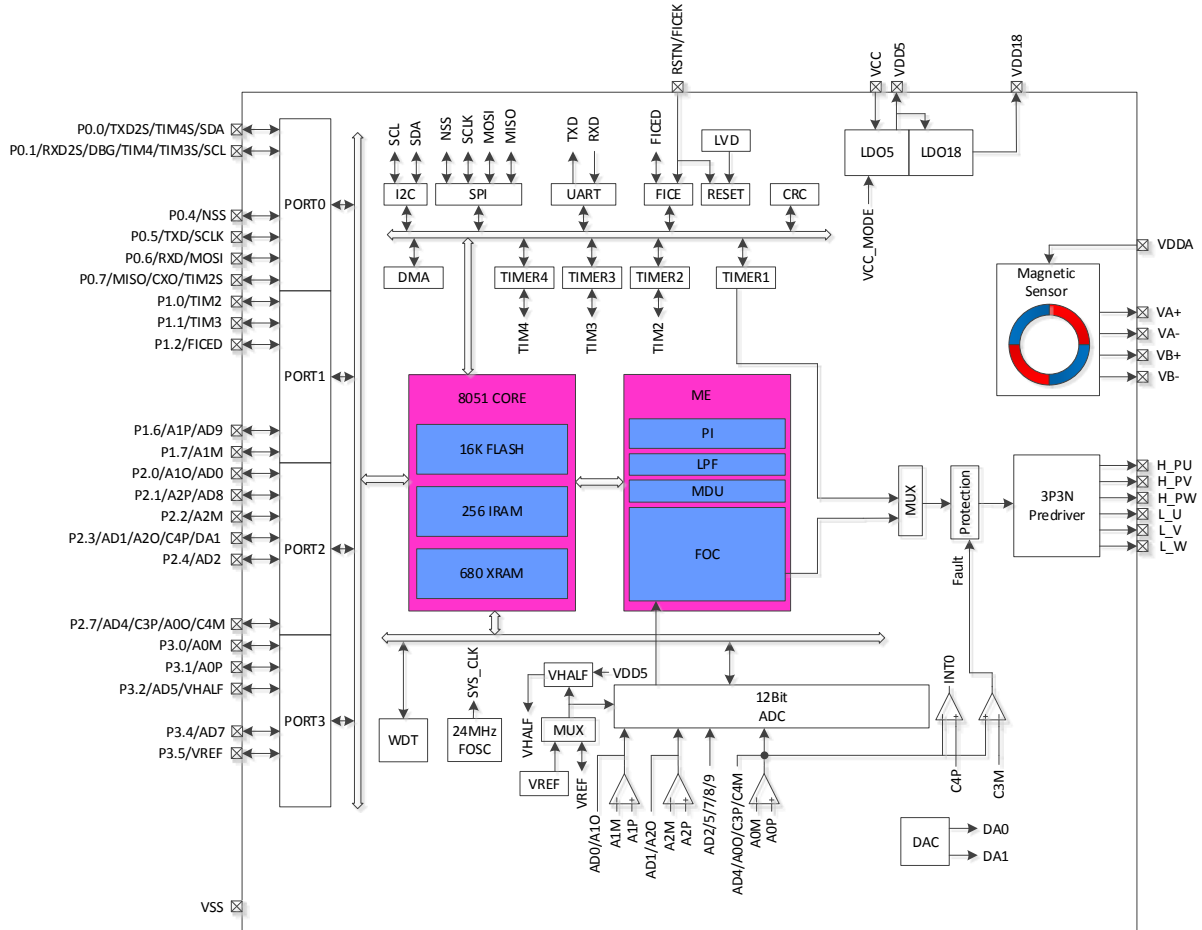 RSTN/FICEK
VCC
VDD5
VDD18
P0.0/TXD2S/TIM4S/SDA
P0.1/RXD2S/DBG/TIM4/TIM3S/SCL
P0.4/NSS
P0.5/TXD/SCLK
P0.6/RXD/MOSI
P0.7/MISO/CXO/TIM2S
P1.0/TIM2
P1.1/TIM3
P1.2/FICED
P1.6/A1P/AD9
P1.7/A1M
P2.0/A1O/AD0
P2.1/A2P/AD8
P2.2/A2M
P2.3/AD1/A2O/C4P/DA1
P2.4/AD2
P2.7/AD4/C3P/A0O/C4M
P3.0/A0M
P3.1/A0P
P3.2/AD5/VHALF
P3.4/AD7
P3.5/VREF
VSS
PORT0
PORT1
PORT2
PORT3
SCL
SDA
NSS
SCLK
MOSI
MISO
TXD
RXD
FICED
LVD
I2C
SPI
UART
FICE
RESET
CRC
DMA
TIMER4
TIMER3
TIMER2
TIMER1
TIM4
TIM3
TIM2
LDO5
LDO18
VCC_MODE
VDDA
Magnetic
Sensor
VA+
VA-
VB+
VB-
8051 CORE
16K FLASH
256 IRAM
680 XRAM
ME
PI
LPF
MDU
FOC
MUX
Protection
Fault
3P3N
Predriver
H_PU
H_PV
H_PW
L_U
L_V
L_W
WDT
SYS_CLK
24MHz
FOSC
VHALF
VDD5
VHALF
MUX
VREF
VREF
12Bit
ADC
AD0/A1O
A1M
A1P
AD1/A2O
A2M
A2P
AD2/5/7/8/9
AD4/A0O/C3P/C4M
A0M
A0P
INT0
C4P
C3M
DAC
DA0
DA1